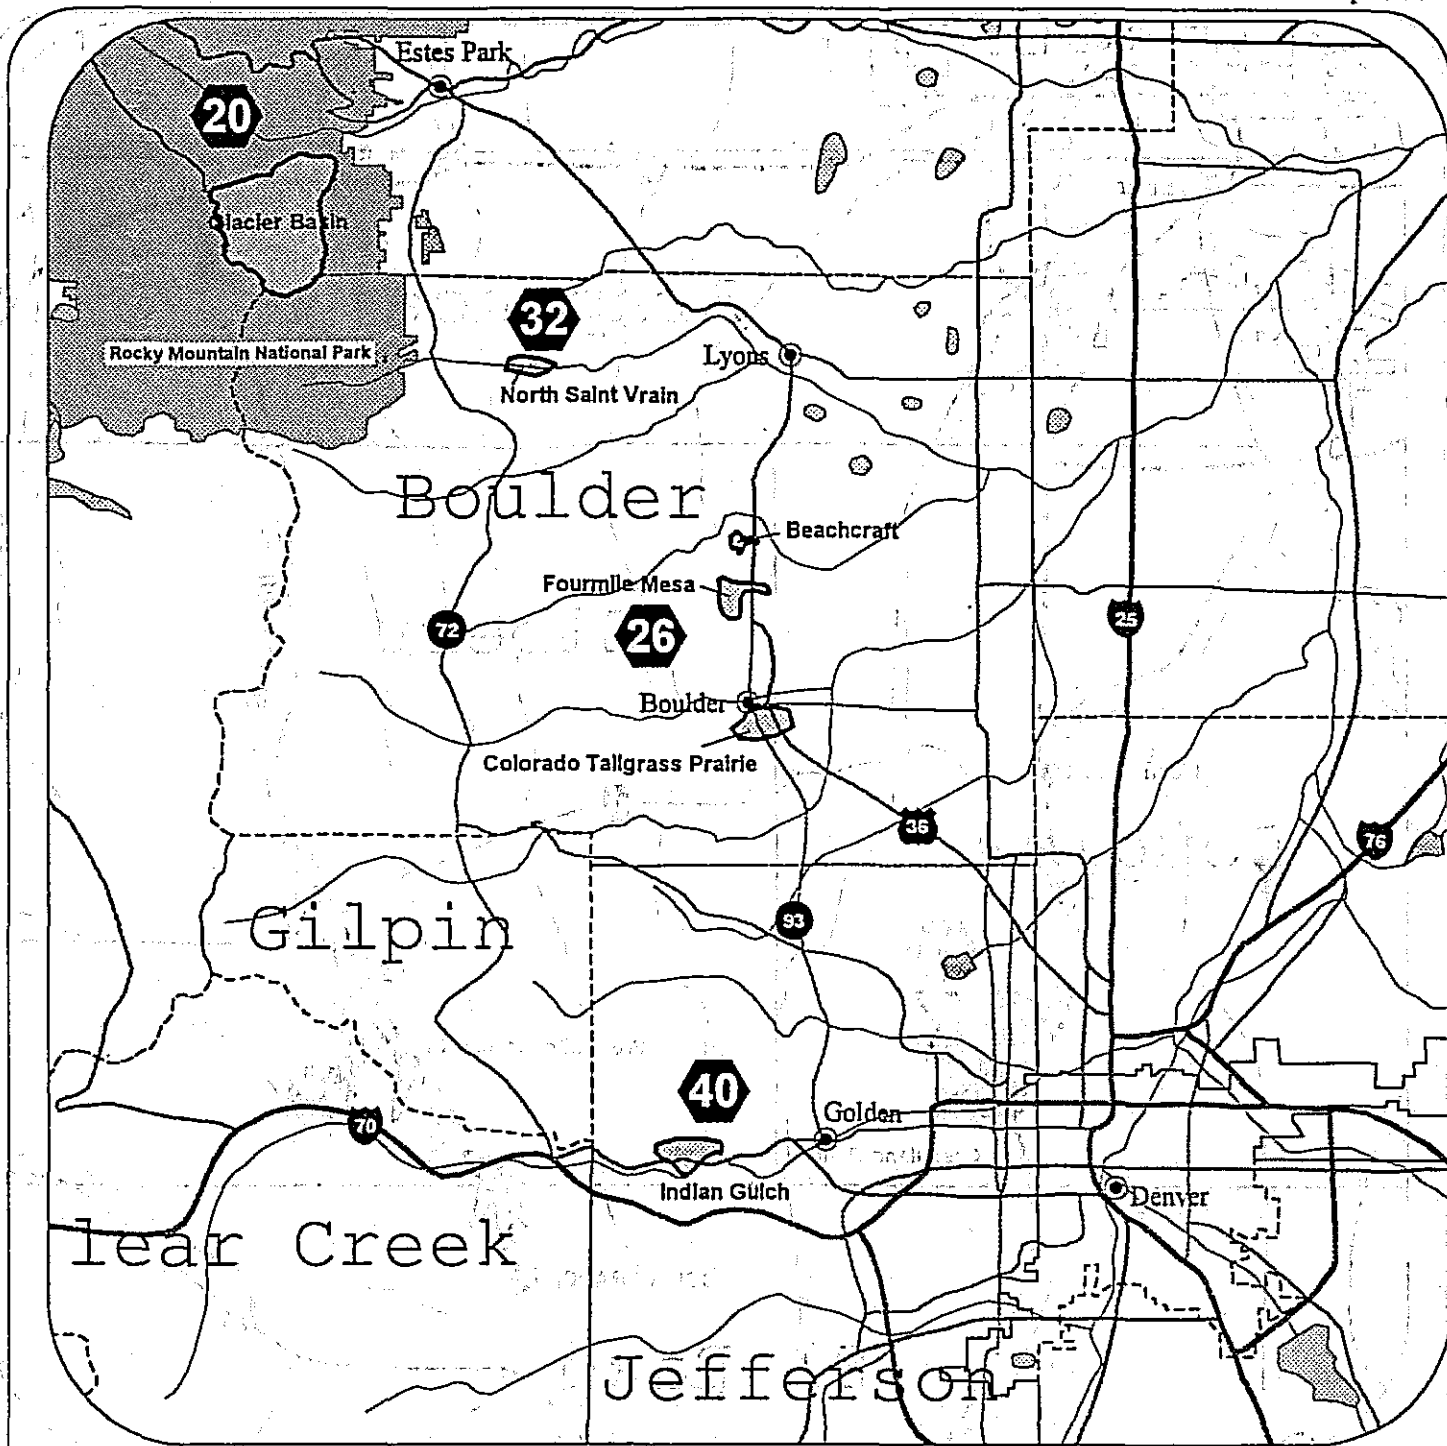 Estes Park
20
Glacier Basin
32
Rocky Mountain National Park
Lyons
North Saint Vrain
Boulder
Beachcraft
Fourmile Mesa
72
26
25
Boulder
Colorado Tallgrass Prairie
36
76
Gilpin
93
40
Golden
70
Indian Gulch
Denver
lear Creek
Jefferson